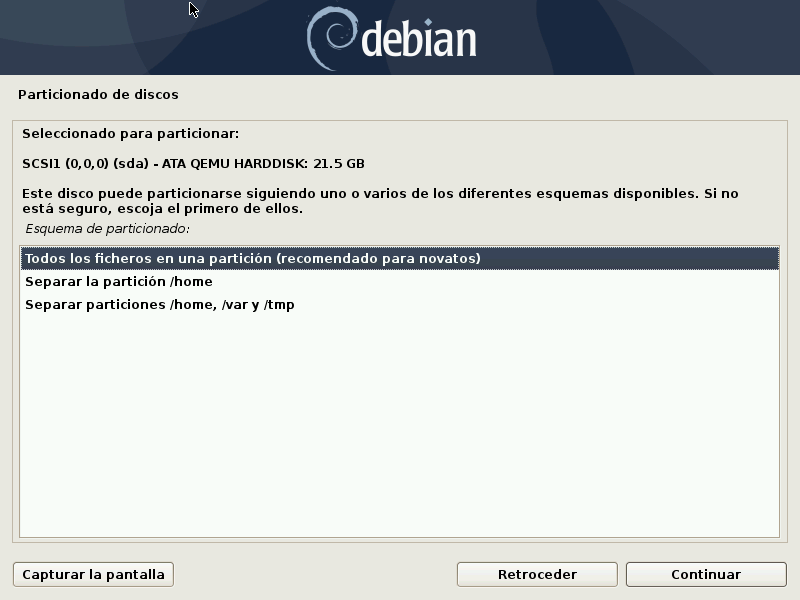 debian
Particionado de discos
Seleccionado para particionar:
SCSI1 (0,0,0) (sda) - ATA QEMU HARDDISK: 21.5 GB
Este disco puede particionarse siguiendo uno o varios de los diferentes esquemas disponibles. Si no
está seguro, escoja el primero de ellos.
Esquema de particionado:
Todos los ficheros en una partición (recomendado para novatos)
Separar la partición /home
Separar particiones /home, /var y /tmp
Capturar la pantalla
Retroceder
Continuar